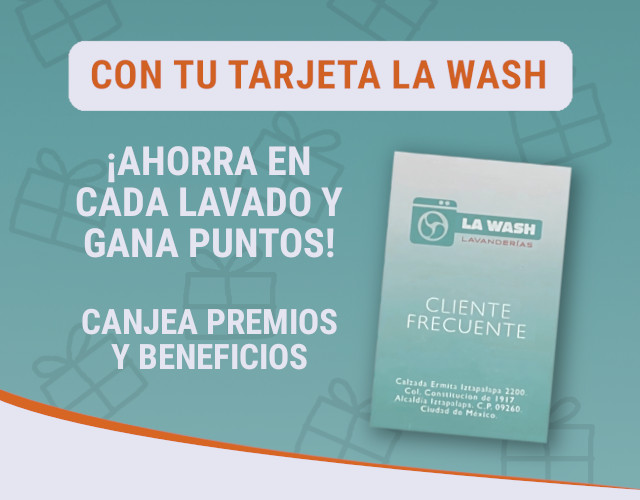 CON TU TARJETA LA WASH
¡AHORRA EN
CADA LAVADO Y
GANA PUNTOS!
CANJEA PREMIOS
Y BENEFICIOS
LA WASH
LAVANDERÍAS
CLIENTE
FRECUENTE
Calzada Ermita Iztapalapa 2200.
Col. Constitución de 1917
Alcaldía Iztapalapa, C.P. 09260.
Ciudad de México.